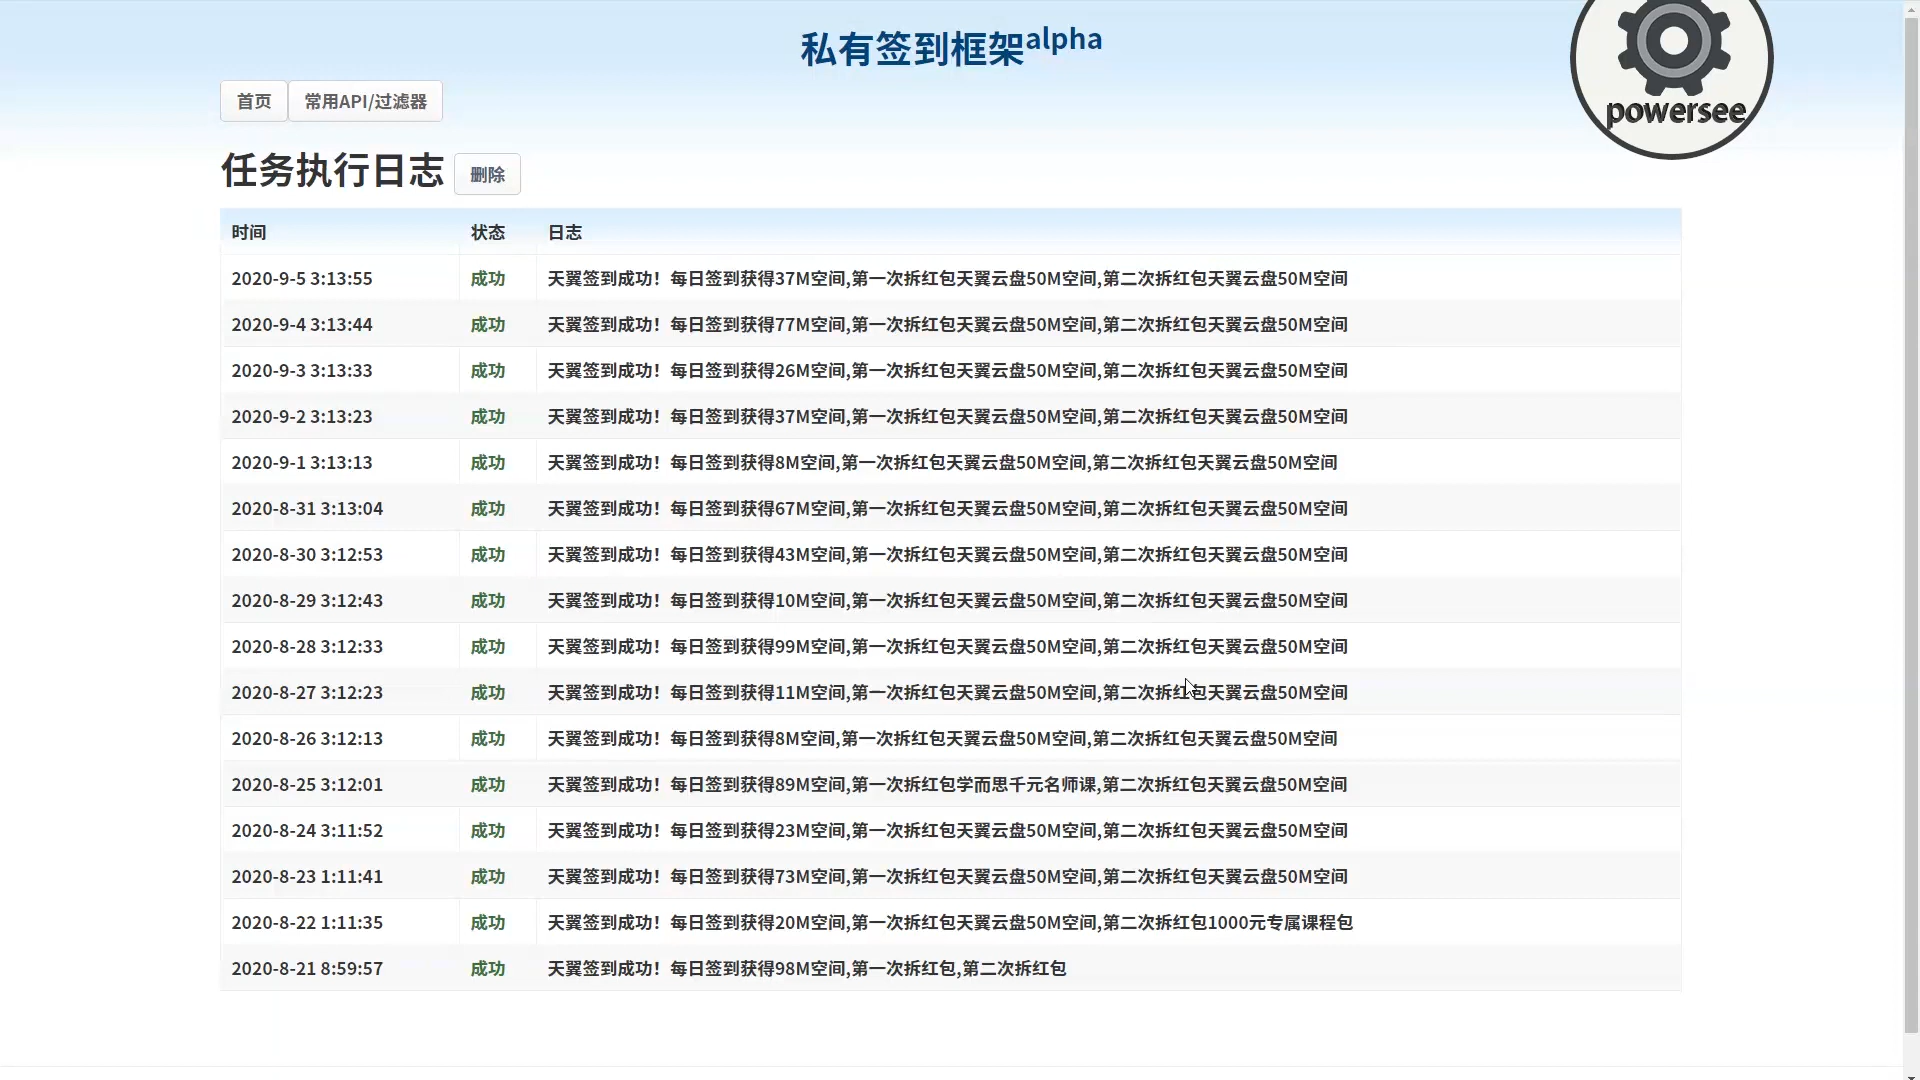 私有签到框架alpha
powersee
首页 常用API/过滤器
任务执行日志 删除
时间 状态 日志
2020-9-5 3:13:55 成功 天翼签到成功！每日签到获得37M空间,第一次拆红包天翼云盘50M空间,第二次拆红包天翼云盘50M空间
2020-9-4 3:13:44 成功 天翼签到成功！每日签到获得77M空间,第一次拆红包天翼云盘50M空间,第二次拆红包天翼云盘50M空间
2020-9-3 3:13:33 成功 天翼签到成功！每日签到获得26M空间,第一次拆红包天翼云盘50M空间,第二次拆红包天翼云盘50M空间
2020-9-2 3:13:23 成功 天翼签到成功！每日签到获得37M空间,第一次拆红包天翼云盘50M空间,第二次拆红包天翼云盘50M空间
2020-9-1 3:13:13 成功 天翼签到成功！每日签到获得8M空间,第一次拆红包天翼云盘50M空间,第二次拆红包天翼云盘50M空间
2020-8-31 3:13:04 成功 天翼签到成功！每日签到获得67M空间,第一次拆红包天翼云盘50M空间,第二次拆红包天翼云盘50M空间
2020-8-30 3:12:53 成功 天翼签到成功！每日签到获得43M空间,第一次拆红包天翼云盘50M空间,第二次拆红包天翼云盘50M空间
2020-8-29 3:12:43 成功 天翼签到成功！每日签到获得10M空间,第一次拆红包天翼云盘50M空间,第二次拆红包天翼云盘50M空间
2020-8-28 3:12:33 成功 天翼签到成功！每日签到获得99M空间,第一次拆红包天翼云盘50M空间,第二次拆红包天翼云盘50M空间
2020-8-27 3:12:23 成功 天翼签到成功！每日签到获得11M空间,第一次拆红包天翼云盘50M空间,第二次拆红包天翼云盘50M空间
2020-8-26 3:12:13 成功 天翼签到成功！每日签到获得8M空间,第一次拆红包天翼云盘50M空间,第二次拆红包天翼云盘50M空间
2020-8-25 3:12:01 成功 天翼签到成功！每日签到获得89M空间,第一次拆红包学而思千元名师课,第二次拆红包天翼云盘50M空间
2020-8-24 3:11:52 成功 天翼签到成功！每日签到获得23M空间,第一次拆红包天翼云盘50M空间,第二次拆红包天翼云盘50M空间
2020-8-23 1:11:41 成功 天翼签到成功！每日签到获得73M空间,第一次拆红包天翼云盘50M空间,第二次拆红包天翼云盘50M空间
2020-8-22 1:11:35 成功 天翼签到成功！每日签到获得20M空间,第一次拆红包天翼云盘50M空间,第二次拆红包1000元专属课程包
2020-8-21 8:59:57 成功 天翼签到成功！每日签到获得98M空间,第一次拆红包,第二次拆红包